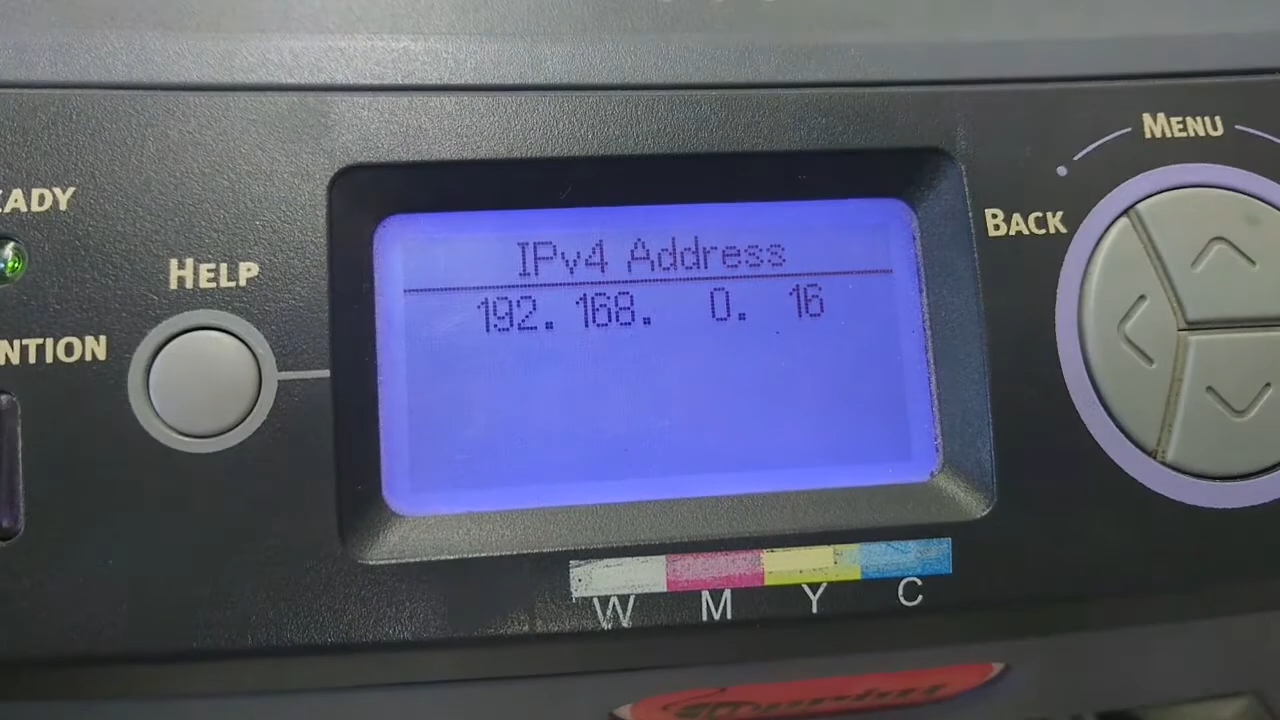 MENU
EADY
BACK
HELP
IPv4 Address
192. 168. 0. 16
NTION
W M Y C